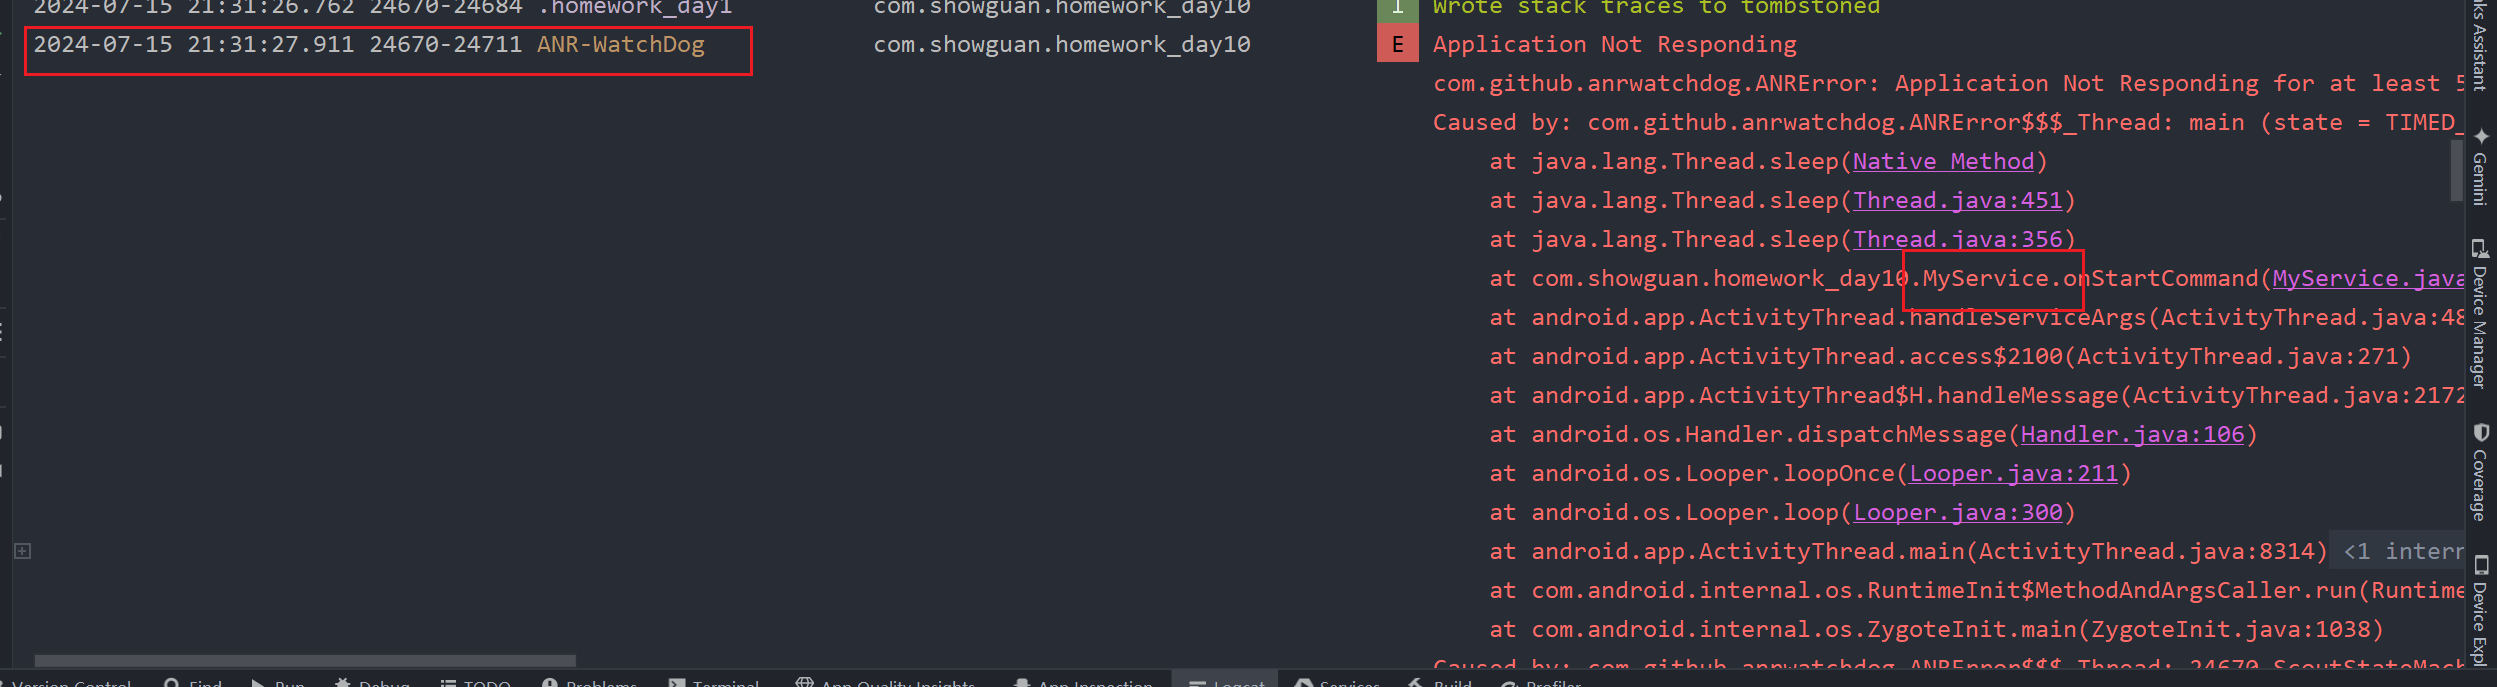 2024-07-15 21:31:26.762 24670-24684 .homework_day1 com.showguan.homework_day10 I Wrote stack traces to tombstoned
2024-07-15 21:31:27.911 24670-24711 ANR-WatchDog com.showguan.homework_day10 E Application Not Responding
com.github.anrwatchdog.ANRError: Application Not Responding for at least 5
Caused by: com.github.anrwatchdog.ANRError$$$_Thread: main (state = TIMED_
at java.lang.Thread.sleep(Native Method)
at java.lang.Thread.sleep(Thread.java:451)
at java.lang.Thread.sleep(Thread.java:356)
at com.showguan.homework_day10.MyService.onStartCommand(MyService.java
at android.app.ActivityThread.handleServiceArgs(ActivityThread.java:48
at android.app.ActivityThread.access$2100(ActivityThread.java:271)
at android.app.ActivityThread$H.handleMessage(ActivityThread.java:2172
at android.os.Handler.dispatchMessage(Handler.java:106)
at android.os.Looper.loopOnce(Looper.java:211)
at android.os.Looper.loop(Looper.java:300)
at android.app.ActivityThread.main(ActivityThread.java:8314) <1 intern
at com.android.internal.os.RuntimeInit$MethodAndArgsCaller.run(Runtime
at com.android.internal.os.ZygoteInit.main(ZygoteInit.java:1038)
Caused by: com.github.anrwatchdog.ANRError$$$_Thread: 24670-ScoutStateMach
Version Control Find Run Debug TODO Problems Terminal App Quality Insights App Inspection Logcat Services Build Profiler
Assistant
Gemini
Device Manager
Coverage
Device Expl